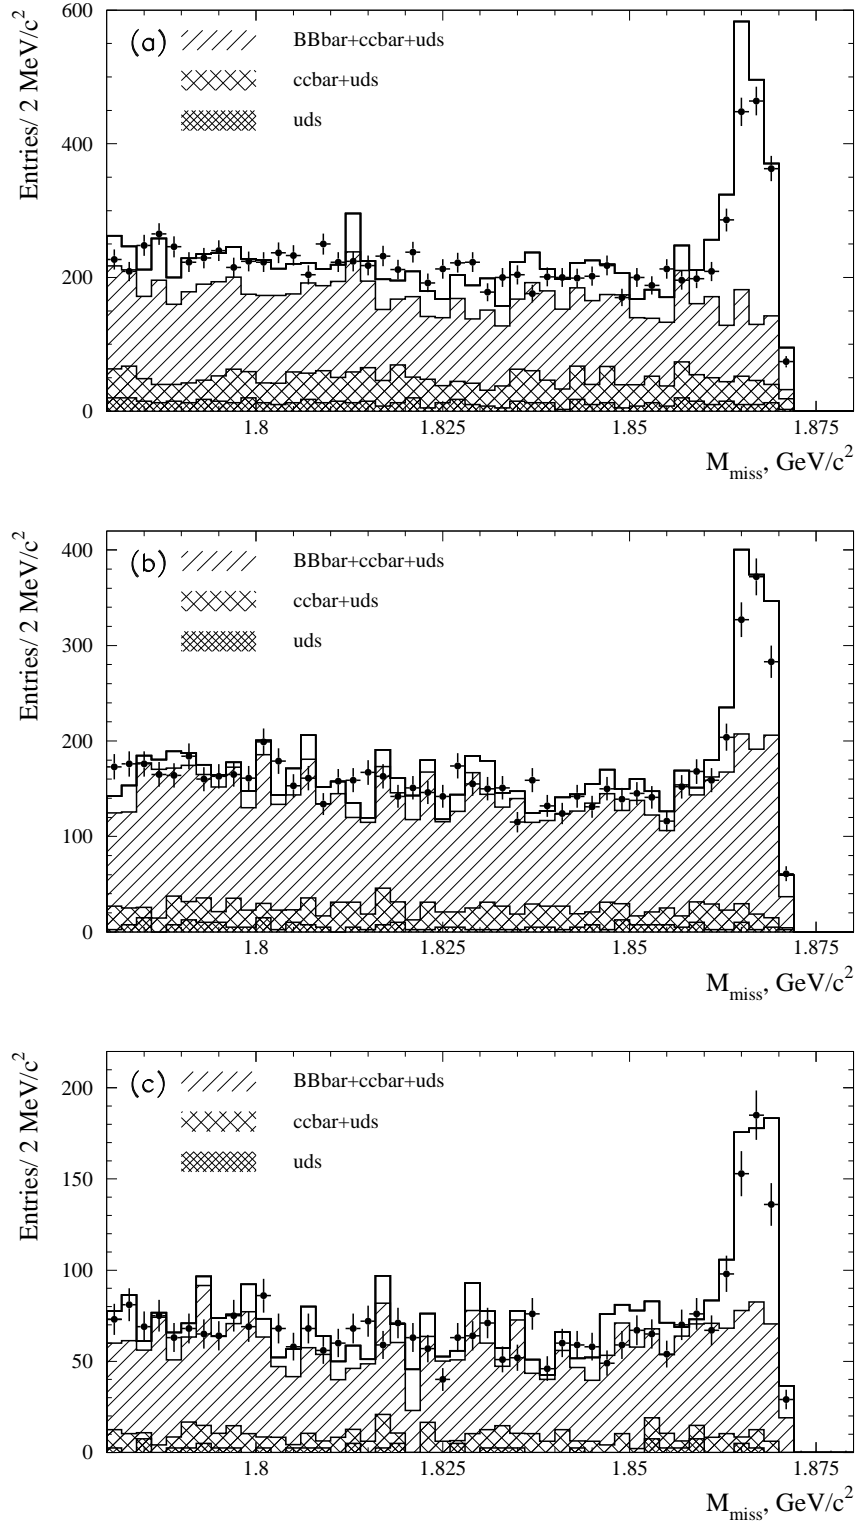 Entries/ 2 MeV/c²
(a)
BBbar+ccbar+uds
ccbar+uds
uds
600
400
200
0
1.8 1.825 1.85 1.875
M_miss, GeV/c²
Entries/ 2 MeV/c²
(b)
BBbar+ccbar+uds
ccbar+uds
uds
400
300
200
100
0
1.8 1.825 1.85 1.875
M_miss, GeV/c²
Entries/ 2 MeV/c²
(c)
BBbar+ccbar+uds
ccbar+uds
uds
200
150
100
50
0
1.8 1.825 1.85 1.875
M_miss, GeV/c²